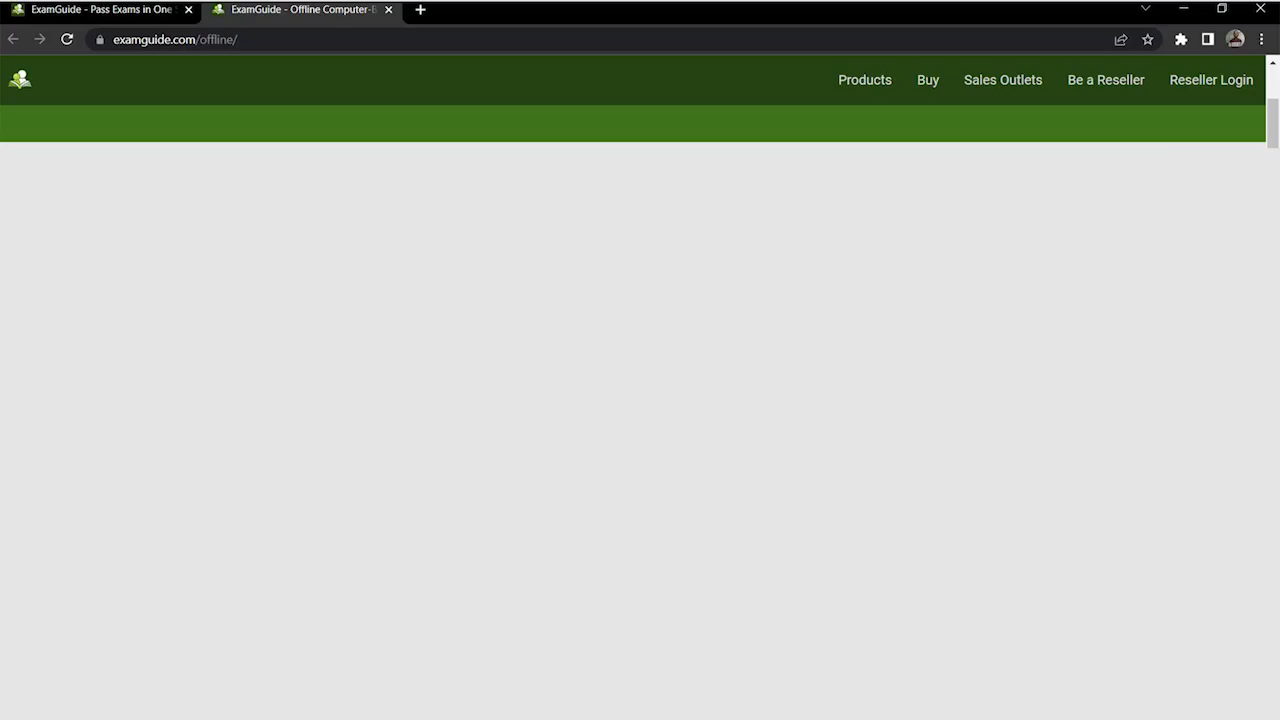 ExamGuide - Pass Exams in One
ExamGuide - Offline Computer-
examguide.com/offline/
Products Buy Sales Outlets Be a Reseller Reseller Login